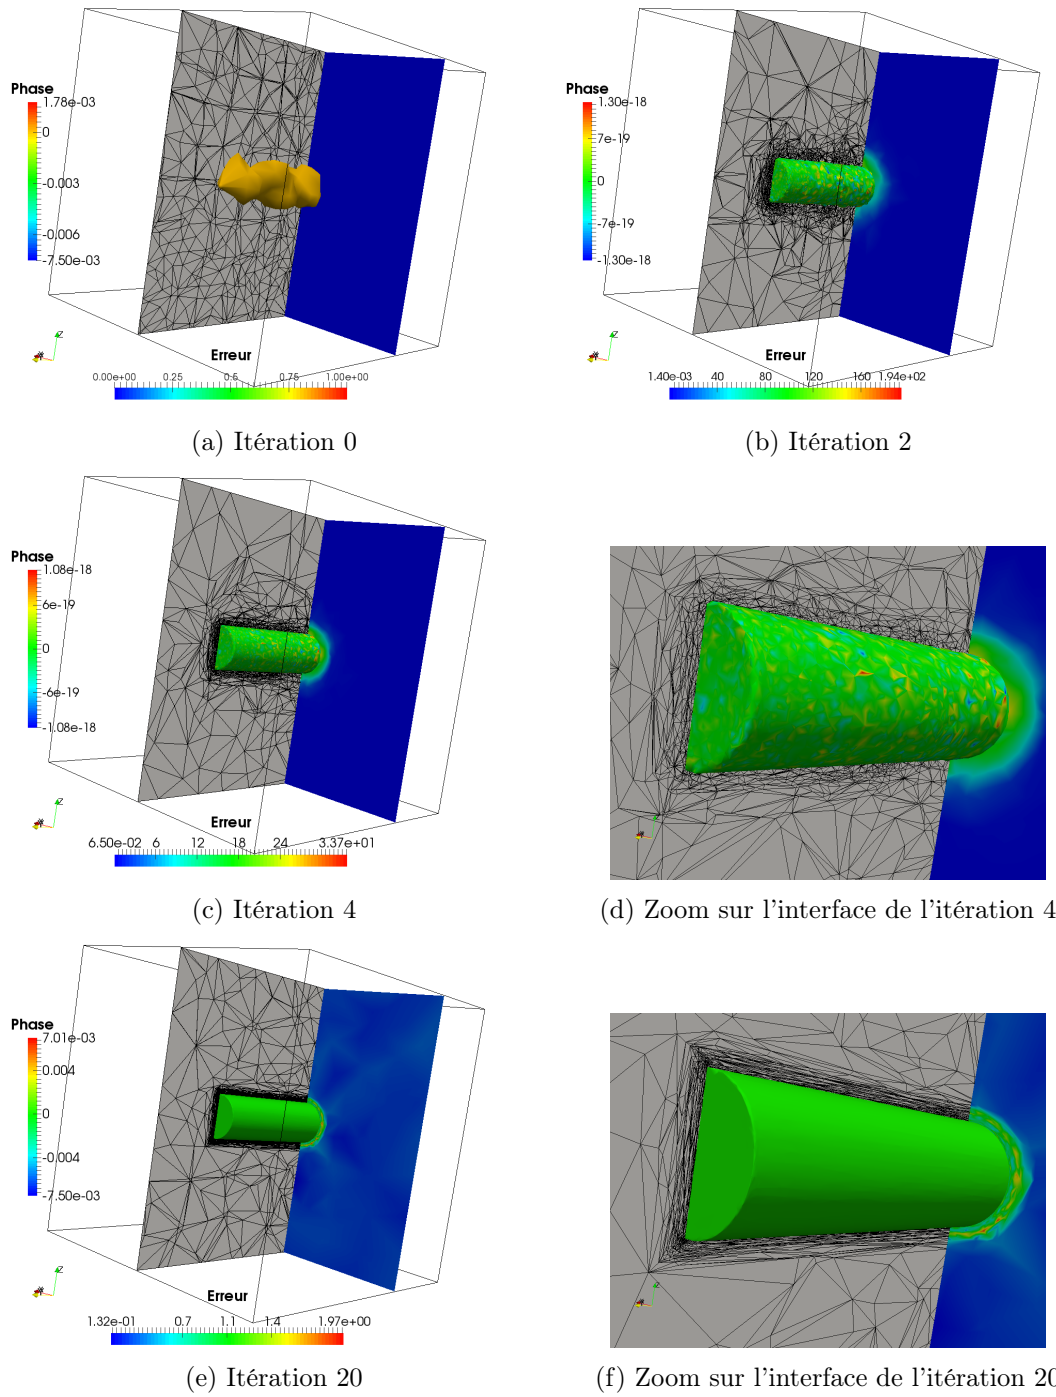 Phase
1.78e-03
0
-0.003
-0.006
-7.50e-03
Z
Erreur
0.00e+00 0.25 0.5 0.75 1.00e+00
(a) Itération 0
Phase
1.30e-18
7e-19
0
-7e-19
-1.30e-18
Z
Erreur
1.40e-03 40 80 120 160 1.94e+02
(b) Itération 2
Phase
1.08e-18
6e-19
0
-6e-19
-1.08e-18
Z
Erreur
6.50e-02 6 12 18 24 3.37e+01
(c) Itération 4
(d) Zoom sur l'interface de l'itération 4
Phase
7.01e-03
0.004
0
-0.004
-7.50e-03
Z
Erreur
1.32e-01 0.7 1.1 1.4 1.97e+00
(e) Itération 20
(f) Zoom sur l'interface de l'itération 20